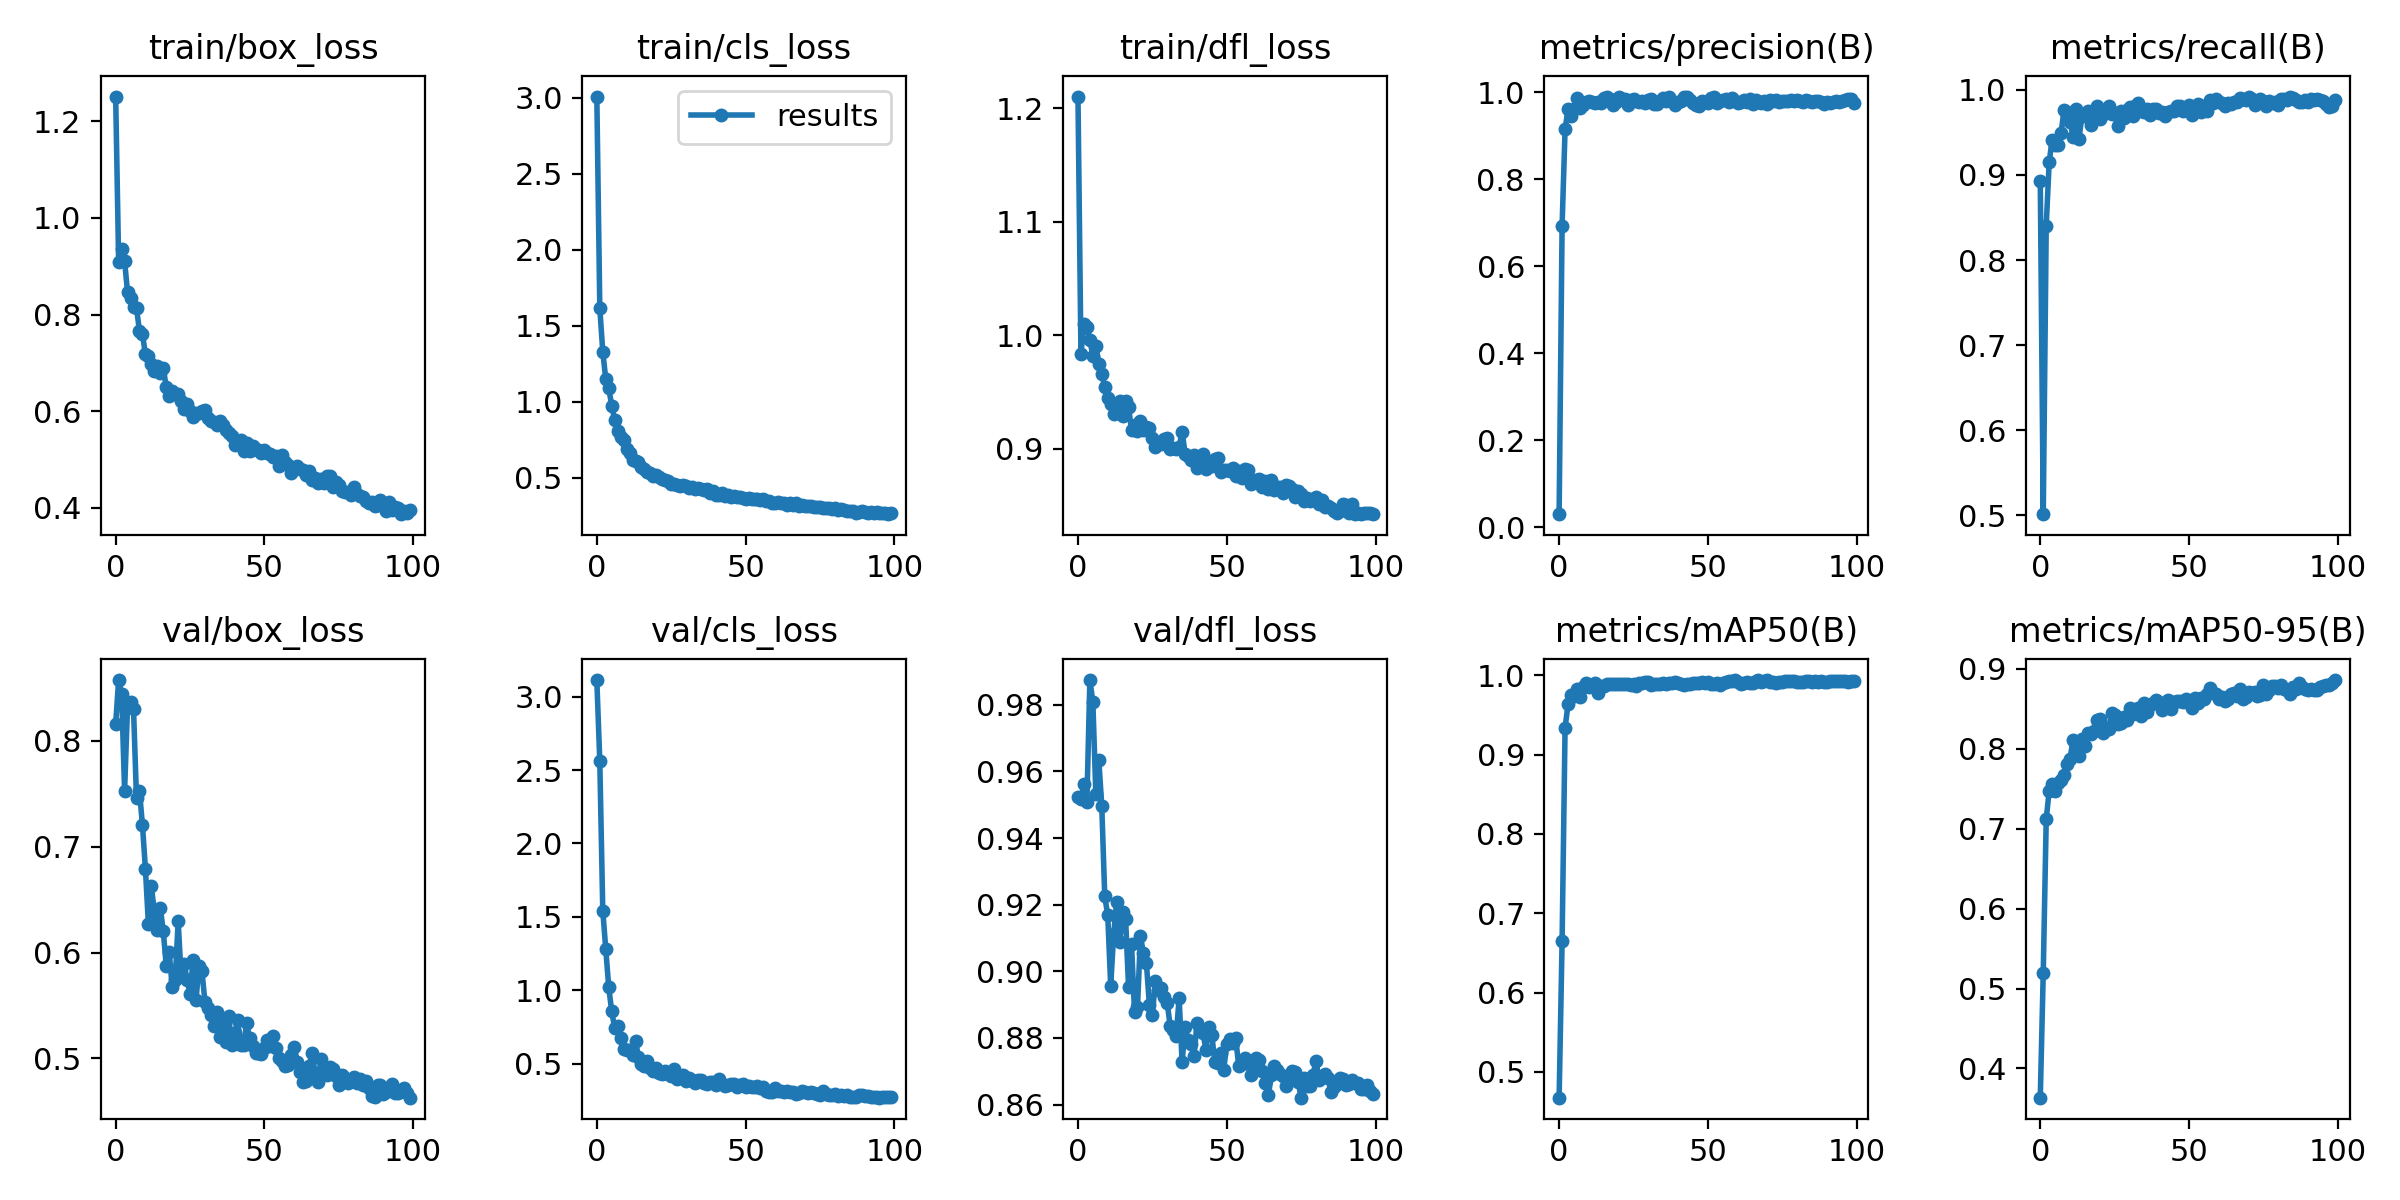 train/box_loss
1.2
1.0
0.8
0.6
0.4
0 50 100
train/cls_loss
results
3.0
2.5
2.0
1.5
1.0
0.5
0 50 100
train/dfl_loss
1.2
1.1
1.0
0.9
0 50 100
metrics/precision(B)
1.0
0.8
0.6
0.4
0.2
0.0
0 50 100
metrics/recall(B)
1.0
0.9
0.8
0.7
0.6
0.5
0 50 100
val/box_loss
0.8
0.7
0.6
0.5
0 50 100
val/cls_loss
3.0
2.5
2.0
1.5
1.0
0.5
0 50 100
val/dfl_loss
0.98
0.96
0.94
0.92
0.90
0.88
0.86
0 50 100
metrics/mAP50(B)
1.0
0.9
0.8
0.7
0.6
0.5
0 50 100
metrics/mAP50-95(B)
0.9
0.8
0.7
0.6
0.5
0.4
0 50 100